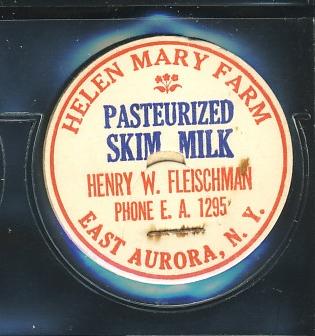 HELEN MARY FARM
PASTEURIZED
SKIM MILK
HENRY W. FLEISCHMAN
PHONE E. A. 1295
EAST AURORA, N. Y.